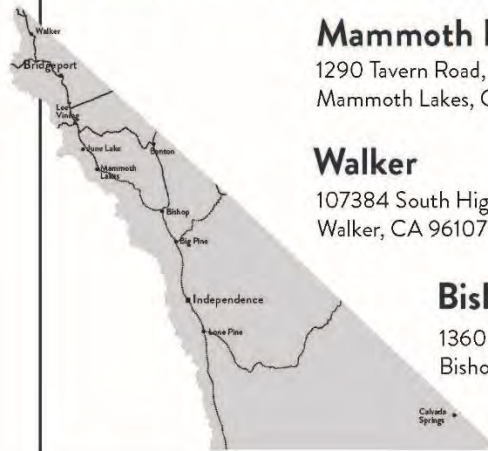 Mammoth
1290 Tavern Road,
Mammoth Lakes, C
Walker
107384 South Hig
Walker, CA 96107
Bis
1360
Bisho
Walker
Bridgeport
Lee
Vining
June Lake
Benton
Mammoth
Lakes
Bishop
Big Pine
Independence
Lone Pine
Calvada
Springs